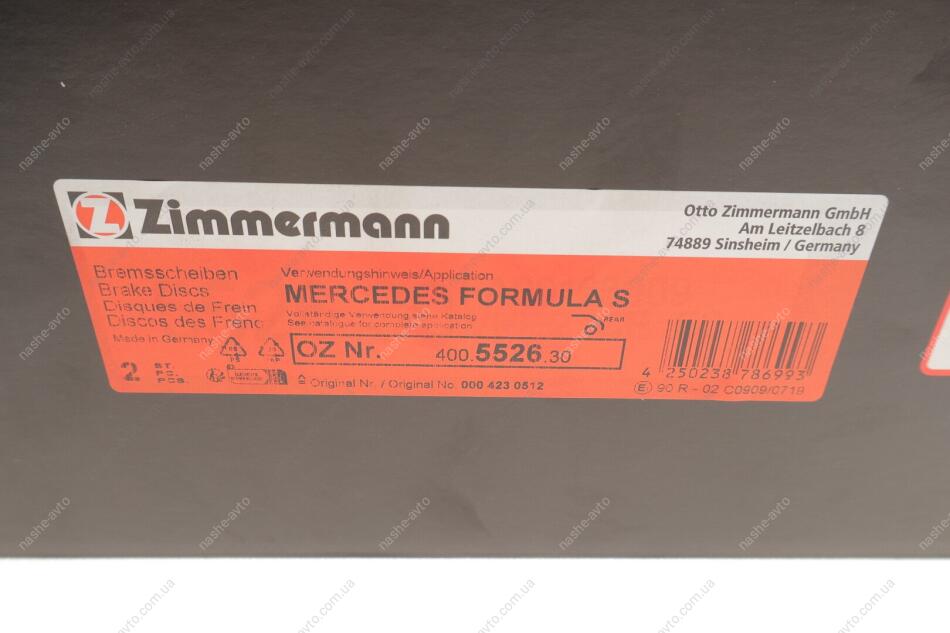 Zimmermann
Otto Zimmermann GmbH
Am Leitzelbach 8
74889 Sinsheim / Germany
Bremsscheiben
Brake Discs
Disques de Frein
Discos des Freno
Made in Germany
2 ST.
PC.
PCS.
Verwendungshinweis/Application
MERCEDES FORMULA S
Vollständige Verwendung siehe Katalog
See katalogue for complete application
REAR
OZ Nr. 400.5526.30
≙ Original Nr. / Original No. 000 423 0512
4 250238 786993
E1 90 R - 02 C0909/0719
nashe-avto
nashe-avto.com.ua